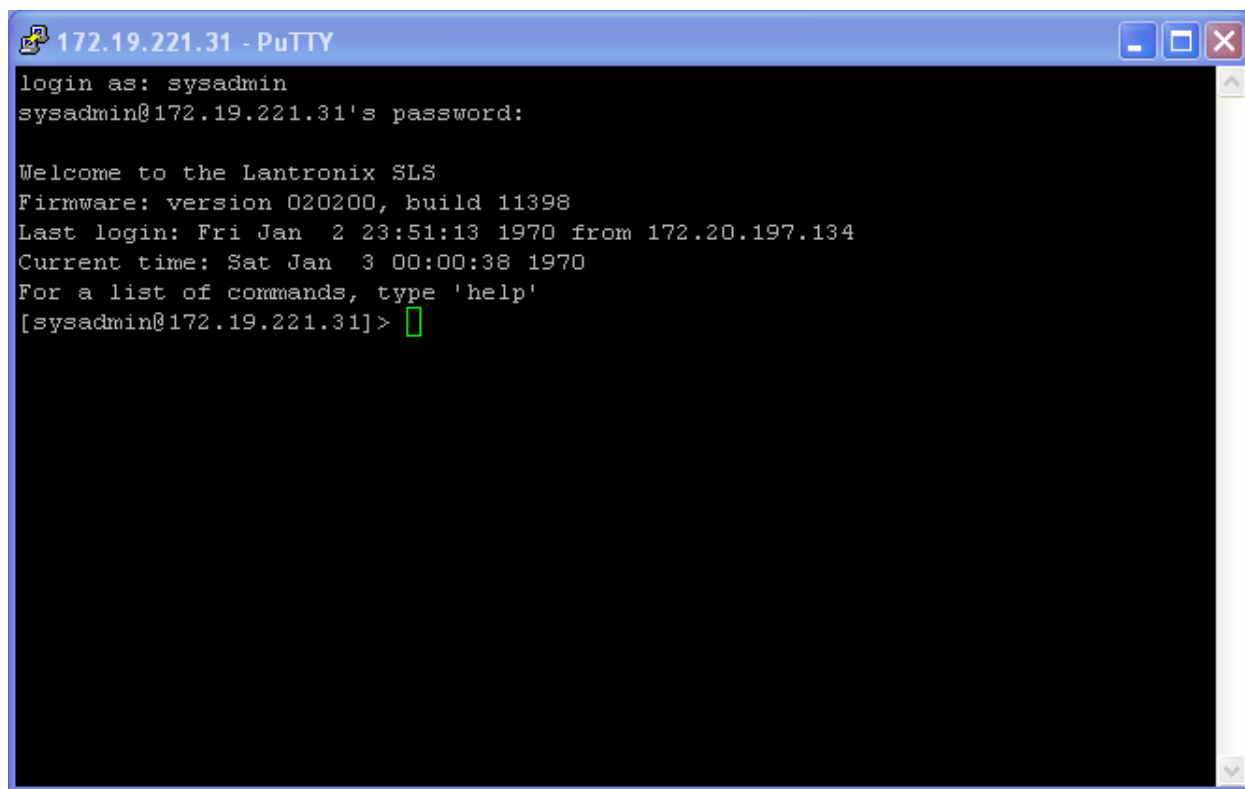 172.19.221.31 - PuTTY
login as: sysadmin
sysadmin@172.19.221.31's password:
Welcome to the Lantronix SLS
Firmware: version 020200, build 11398
Last login: Fri Jan  2 23:51:13 1970 from 172.20.197.134
Current time: Sat Jan  3 00:00:38 1970
For a list of commands, type 'help'
[sysadmin@172.19.221.31]>